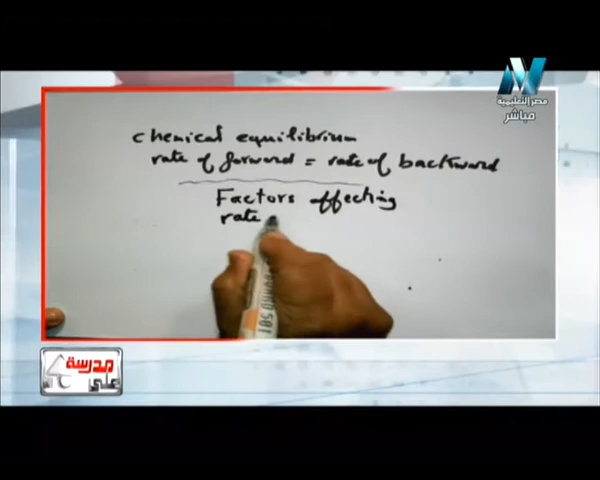 مصر التعليمية
مباشر
chemical equilibrium
rate of forward = rate of backward
Factors affecting
rate
مدرسة
على